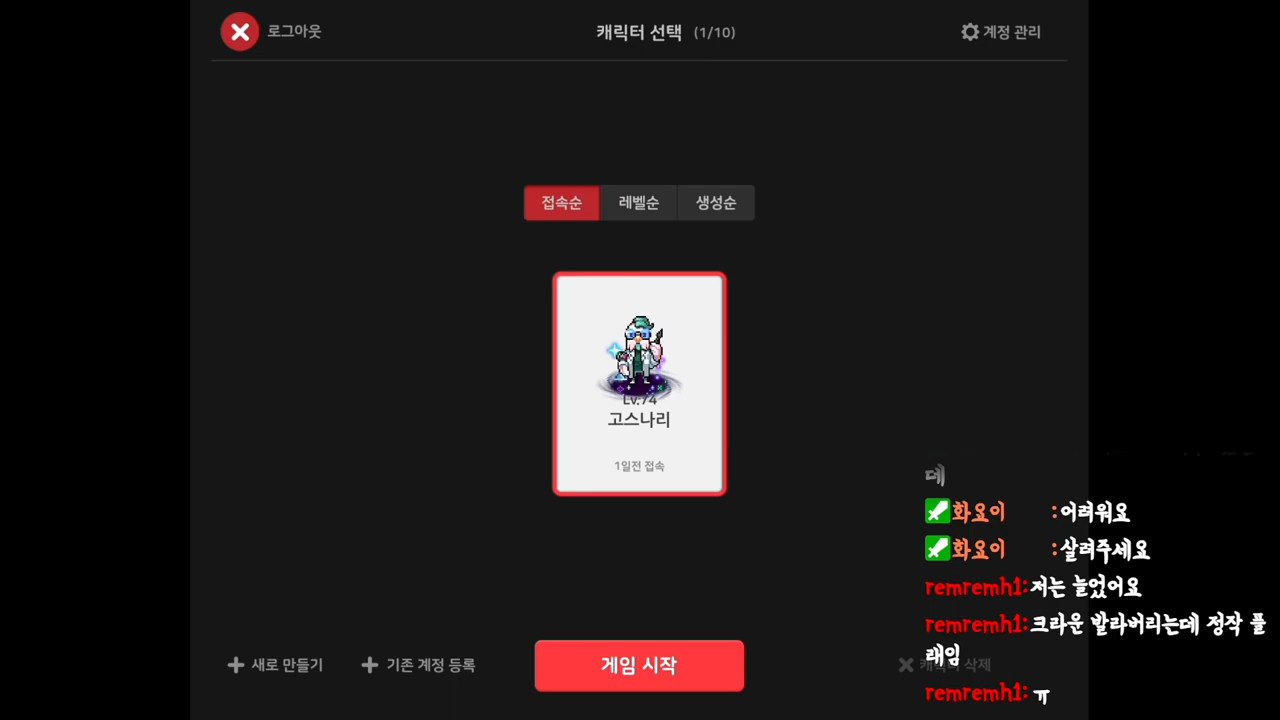 로그아웃
캐릭터 선택 (1/10)
계정 관리
접속순
레벨순
생성순
Lv.74
고스나리
1일전 접속
데
화요이 :어려워요
화요이 :살려주세요
remremh1:저는 늘었어요
remremh1:크라운 발라버리는데 정작 플
래임
remremh1:ㅠ
새로 만들기
기존 계정 등록
게임 시작
캐릭터 삭제